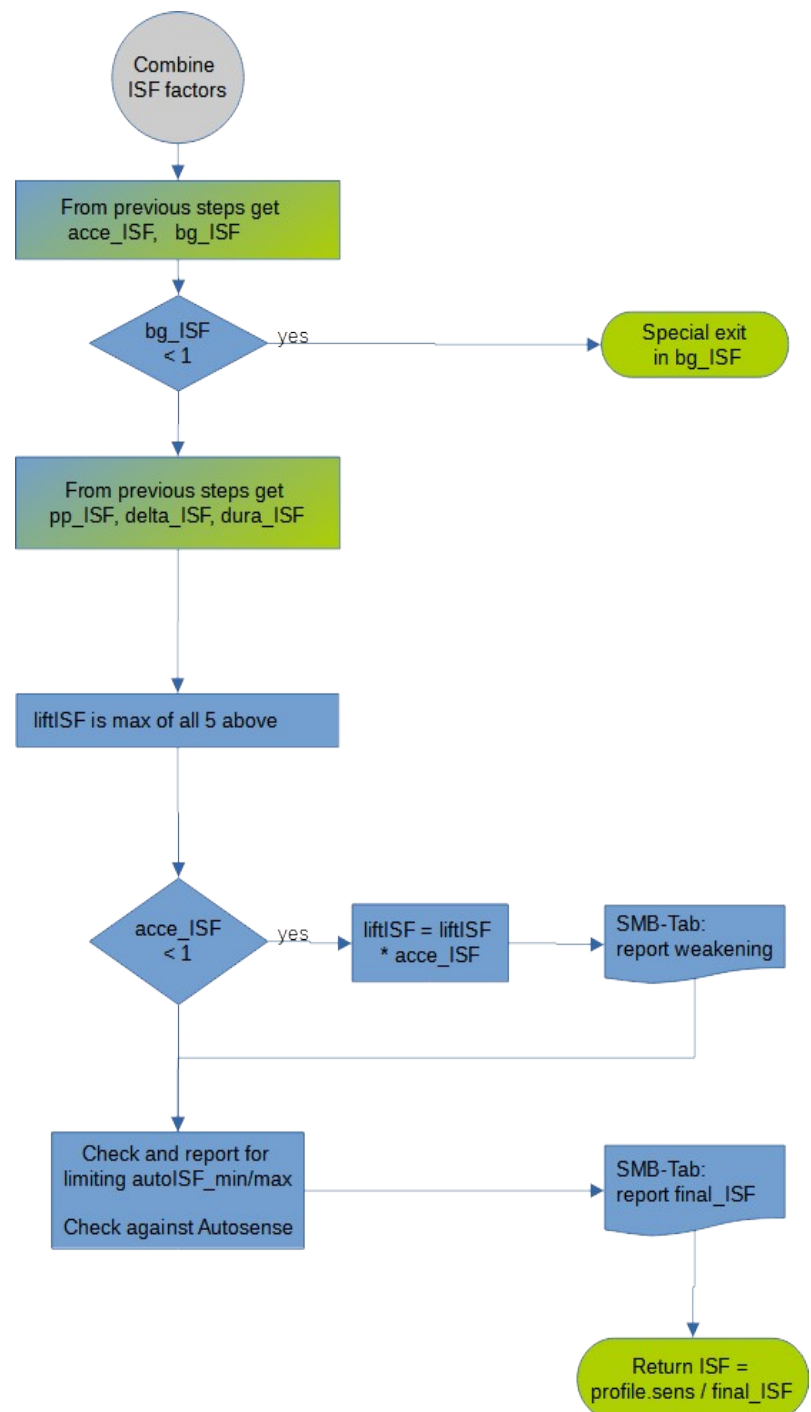 Combine
ISF factors
From previous steps get
acce_ISF, bg_ISF
bg_ISF
< 1
yes
Special exit
in bg_ISF
From previous steps get
pp_ISF, delta_ISF, dura_ISF
liftISF is max of all 5 above
acce_ISF
< 1
yes
liftISF = liftISF
* acce_ISF
SMB-Tab:
report weakening
Check and report for
limiting autoISF_min/max
Check against Autosense
SMB-Tab:
report final_ISF
Return ISF =
profile.sens / final_ISF